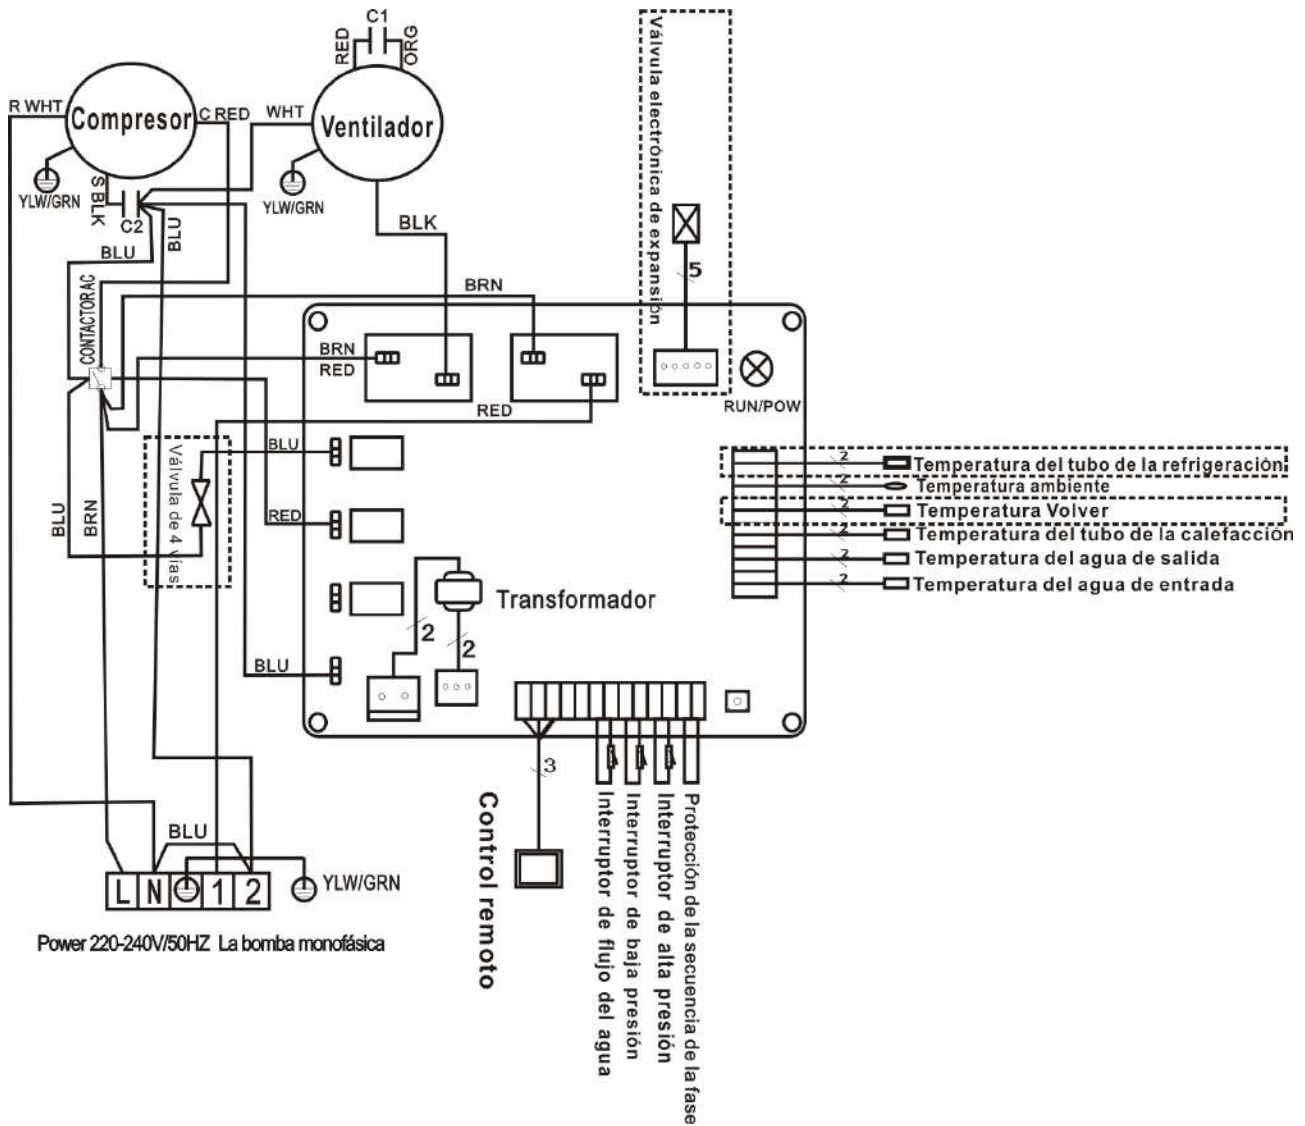 C1
RED
ORG
R WHT
Compresor
C RED
WHT
Ventilador
Válvula electrónica de expansión
YLW/GRN
S BLK
C2
BLU
BLU
YLW/GRN
BLK
5
CONTACTORAC
BRN
BRN
RED
RED
RUN/POW
Válvula de 4 vías
BLU
BLU
BRN
RED
BLU
Transformador
2
2
2
Temperatura del tubo de la refrigeración
2
Temperatura ambiente
2
Temperatura Volver
2
Temperatura del tubo de la calefacción
2
Temperatura del agua de salida
2
Temperatura del agua de entrada
3
Control remoto
Interruptor de flujo del agua
Interruptor de baja presión
Interruptor de alta presión
Protección de la secuencia de la fase
BLU
L N 1 2
YLW/GRN
Power 220-240V/50HZ La bomba monofásica